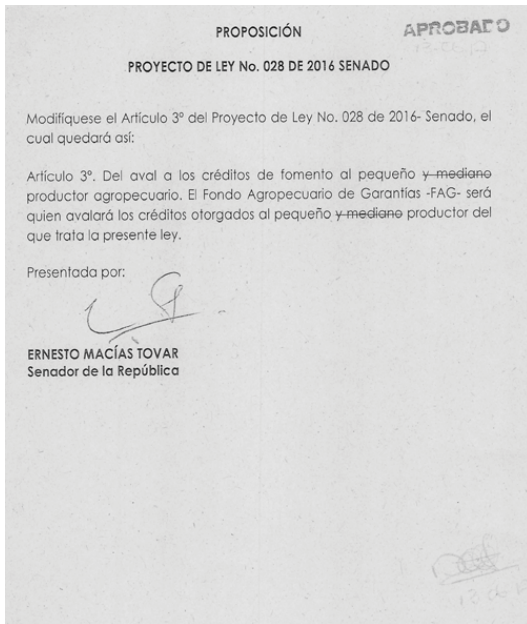 PROPOSICIÓN
APROBADO
PROYECTO DE LEY No. 028 DE 2016 SENADO
Modifíquese el Artículo 3º del Proyecto de Ley No. 028 de 2016- Senado, el
cual quedará así:
Artículo 3º. Del aval a los créditos de fomento al pequeño y mediano
productor agropecuario. El Fondo Agropecuario de Garantías -FAG- será
quien avalará los créditos otorgados al pequeño y mediano productor del
que trata la presente ley.
Presentada por:
ERNESTO MACÍAS TOVAR
Senador de la República